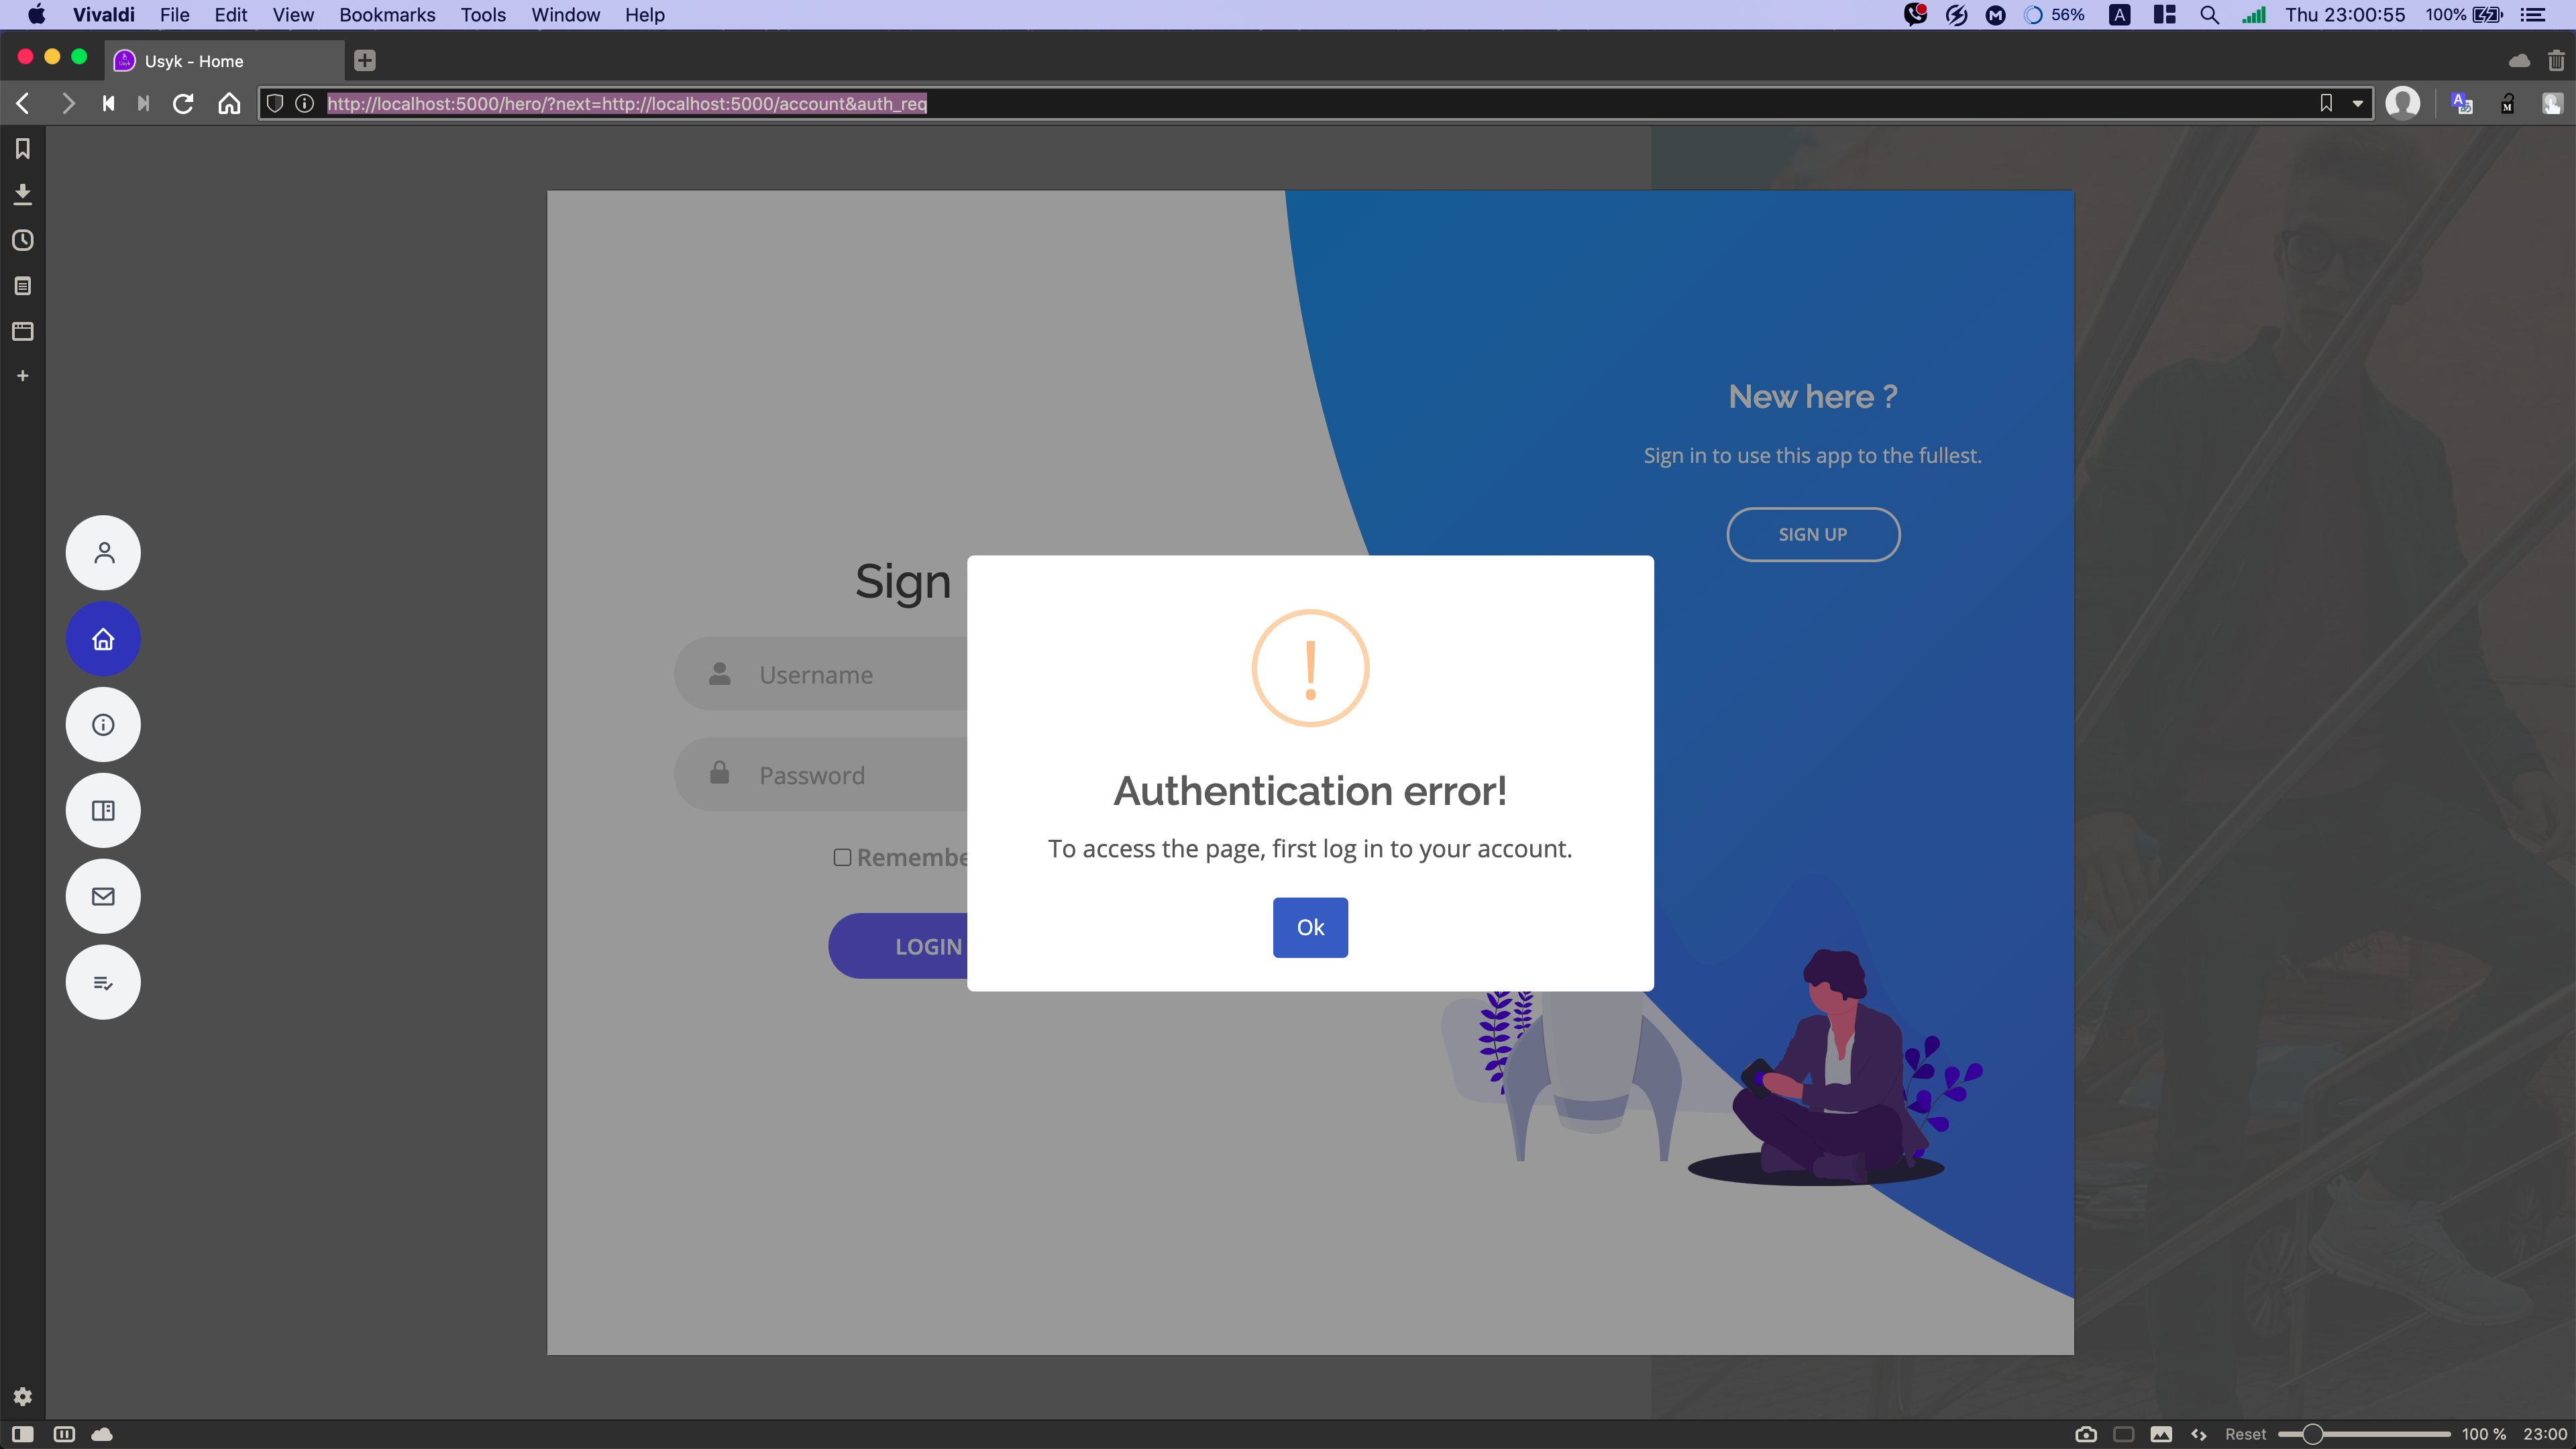 Vivaldi File Edit View Bookmarks Tools Window Help
56% A Thu 23:00:55 100%
Usyk - Home
http://localhost:5000/hero/?next=http://localhost:5000/account&auth_req
New here ?
Sign in to use this app to the fullest.
SIGN UP
Sign
Username
Password
Remembe
LOGIN
Authentication error!
To access the page, first log in to your account.
Ok
Reset 100 % 23:00